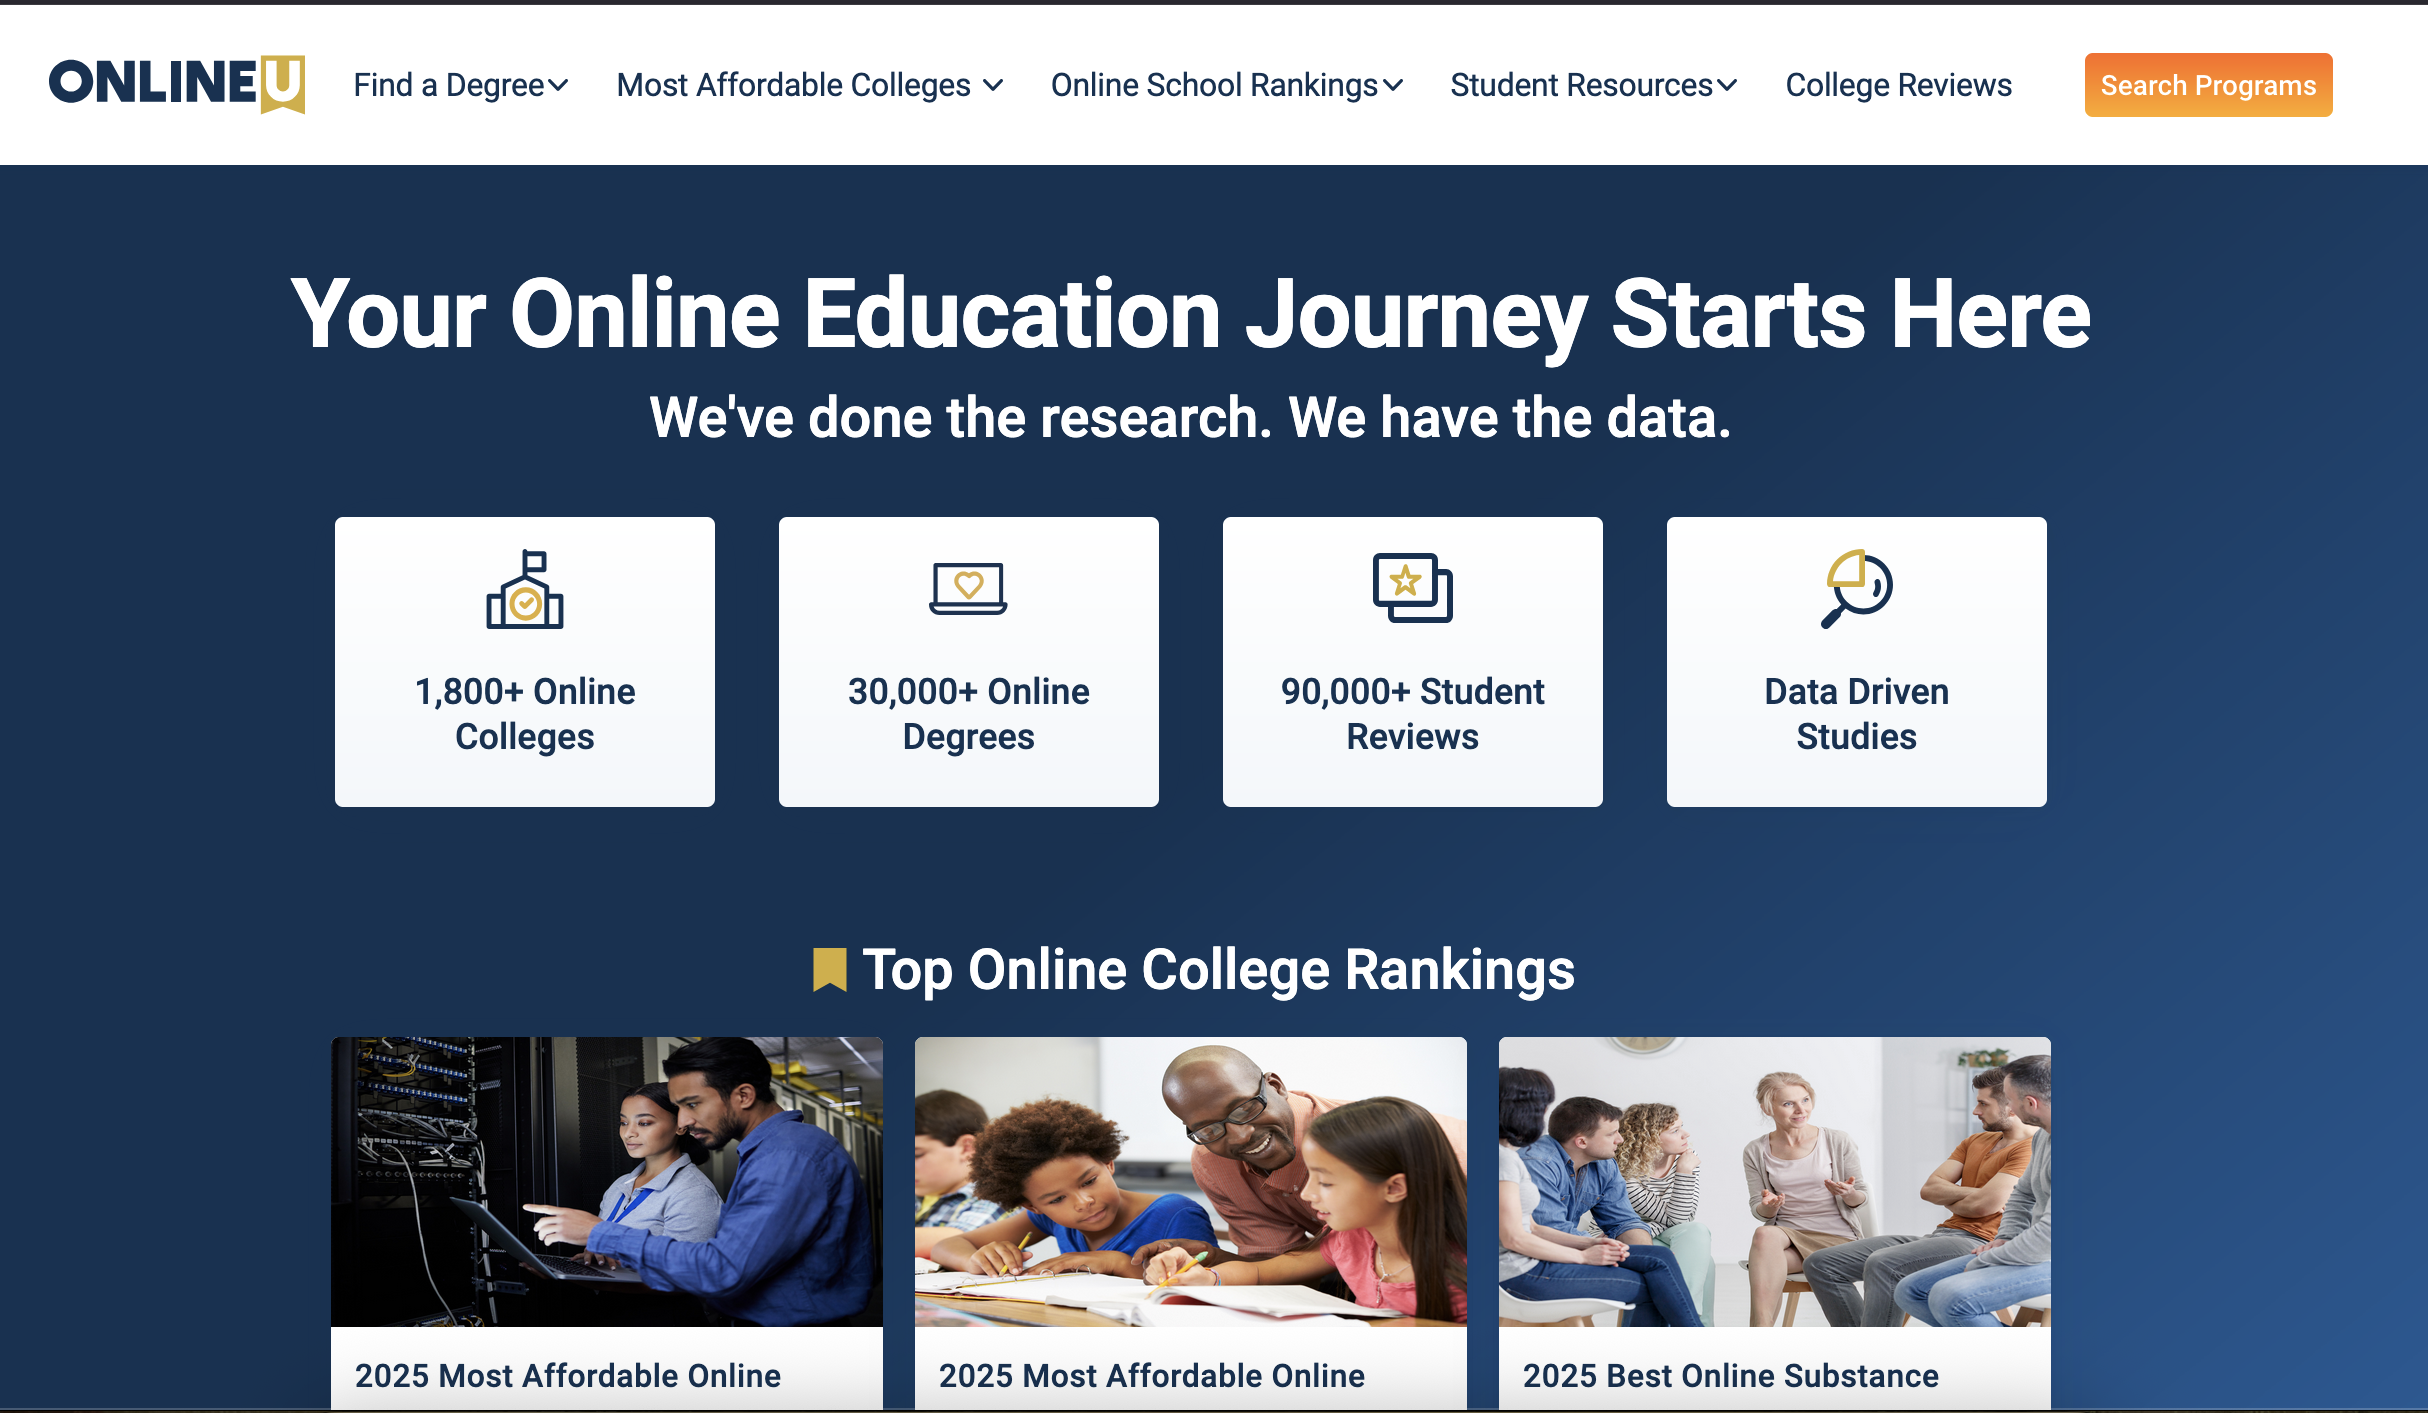 ONLINEU
Find a Degree
Most Affordable Colleges
Online School Rankings
Student Resources
College Reviews
Search Programs
Your Online Education Journey Starts Here
We've done the research. We have the data.
1,800+ Online
Colleges
30,000+ Online
Degrees
90,000+ Student
Reviews
Data Driven
Studies
Top Online College Rankings
2025 Most Affordable Online
2025 Most Affordable Online
2025 Best Online Substance